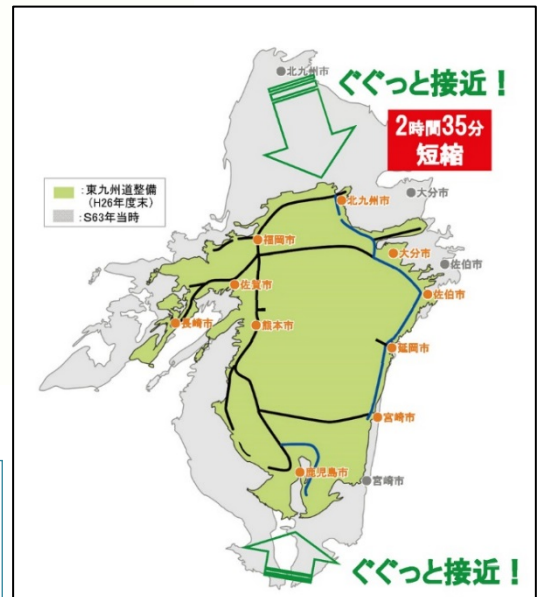 北九州市
ぐぐっと接近！
2時間35分
短縮
：東九州道整備
（H26年度末）
：S63年当時
北九州市
大分市
福岡市
大分市
佐伯市
佐賀市
佐伯市
長崎市
熊本市
延岡市
宮崎市
鹿児島市
宮崎市
ぐぐっと接近！